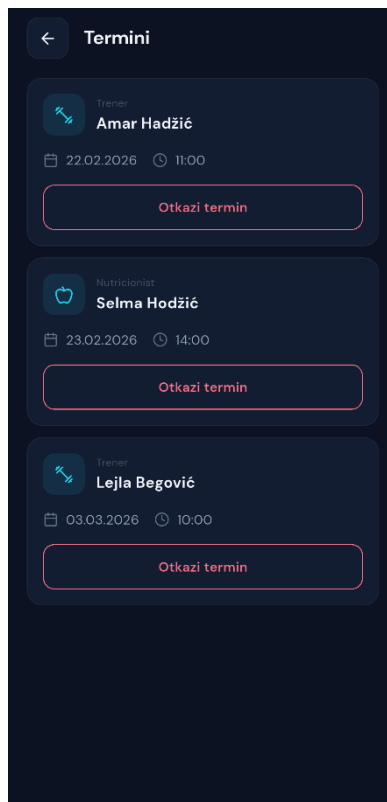 Termini
Trener
Amar Hadžić
22.02.2026 11:00
Otkazi termin
Nutricionist
Selma Hodžić
23.02.2026 14:00
Otkazi termin
Trener
Lejla Begović
03.03.2026 10:00
Otkazi termin